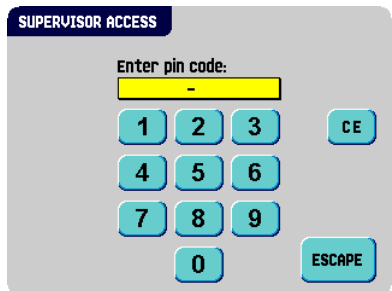 SUPERVISOR ACCESS
Enter pin code:
-
1 2 3 CE
4 5 6
7 8 9
0 ESCAPE